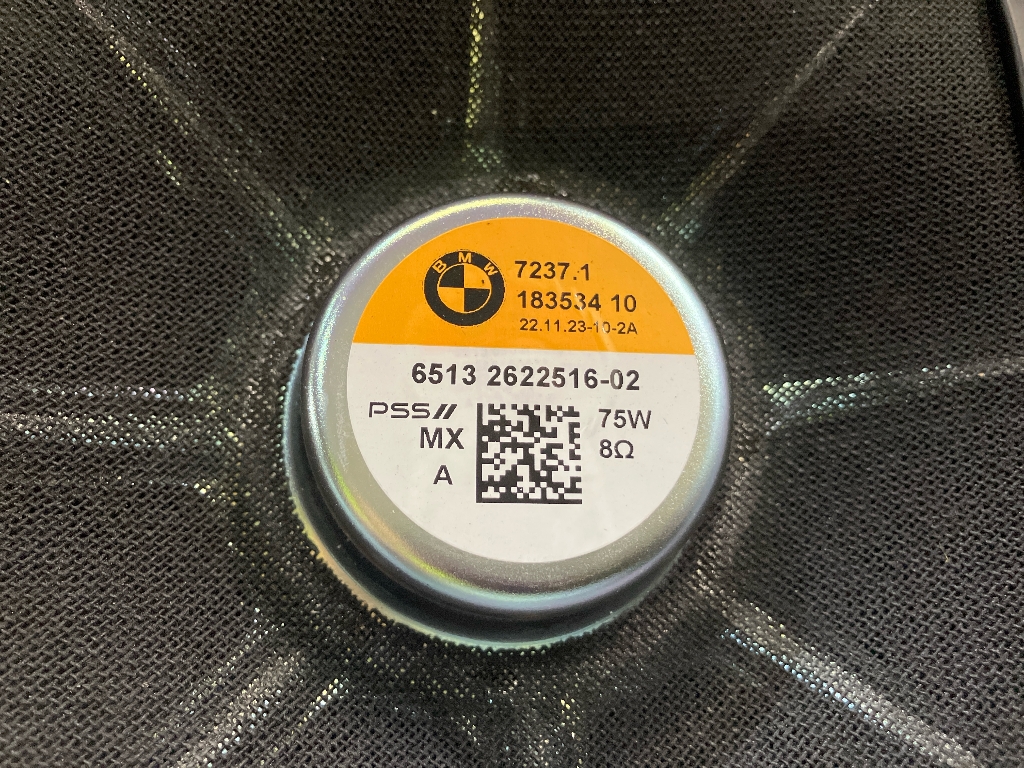 BMW
7237.1
183534 10
22.11.23-10-2A
6513 2622516-02
PSS//
MX
A
75W
8Ω